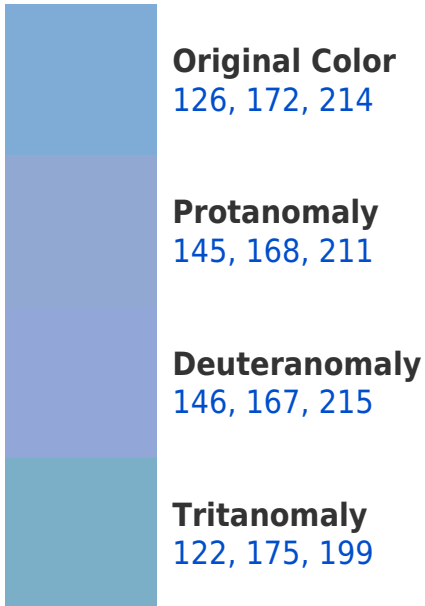 Original Color
126, 172, 214
Protanomaly
145, 168, 211
Deuteranomaly
146, 167, 215
Tritanomaly
122, 175, 199